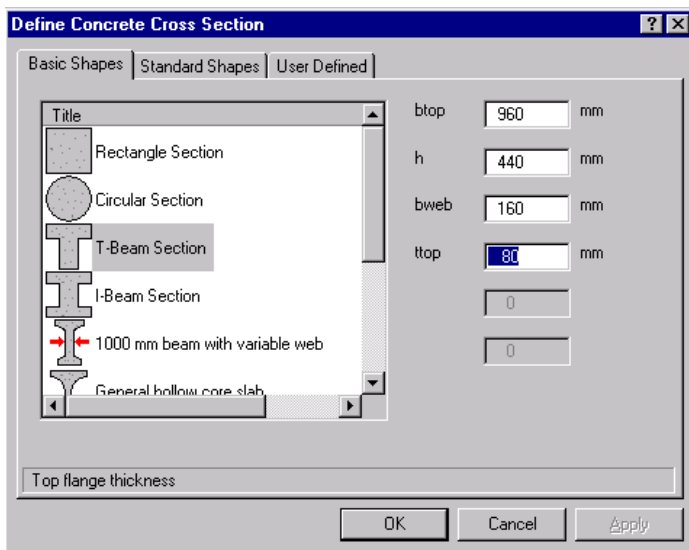 Define Concrete Cross Section
Basic Shapes Standard Shapes User Defined
Title
Rectangle Section
Circular Section
T-Beam Section
I-Beam Section
1000 mm beam with variable web
General hollow core slab
btop 960 mm
h 440 mm
bweb 160 mm
ttop 80 mm
0
0
Top flange thickness
OK Cancel Apply